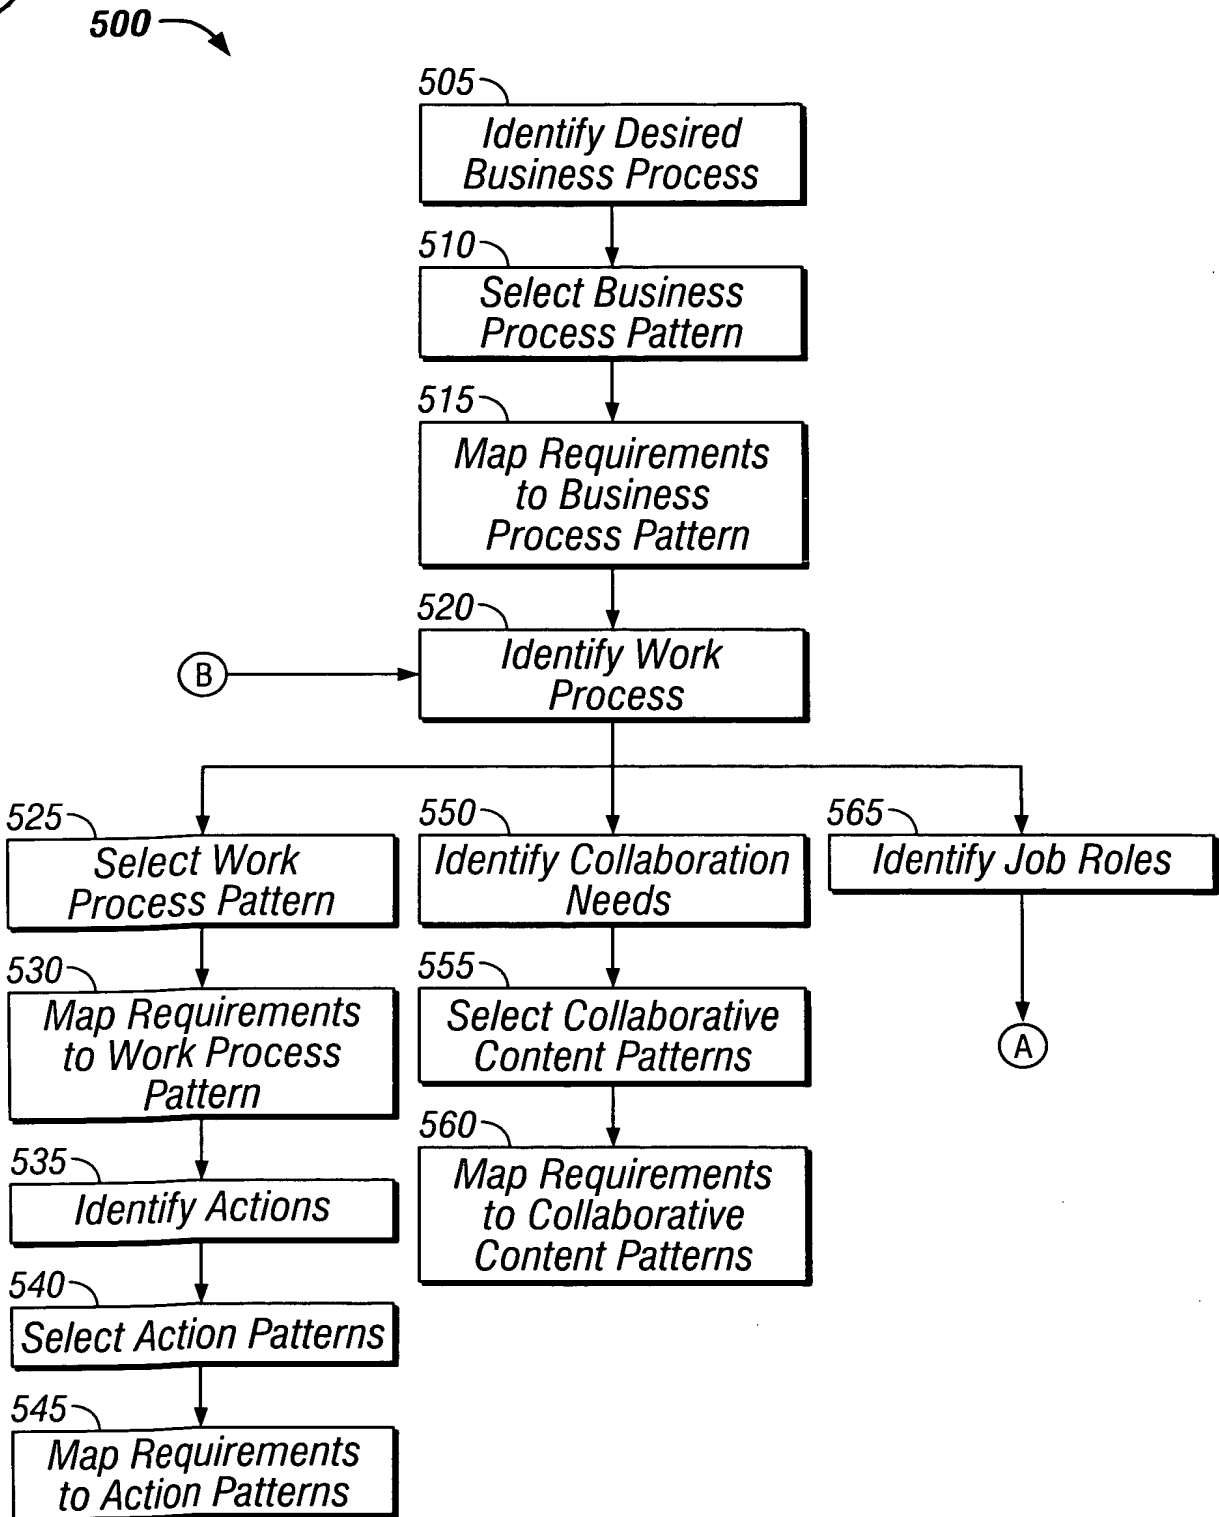 500
505
Identify Desired
Business Process
510
Select Business
Process Pattern
515
Map Requirements
to Business
Process Pattern
520
Identify Work
Process
B
525
Select Work
Process Pattern
530
Map Requirements
to Work Process
Pattern
535
Identify Actions
540
Select Action Patterns
545
Map Requirements
to Action Patterns
550
Identify Collaboration
Needs
555
Select Collaborative
Content Patterns
560
Map Requirements
to Collaborative
Content Patterns
565
Identify Job Roles
A